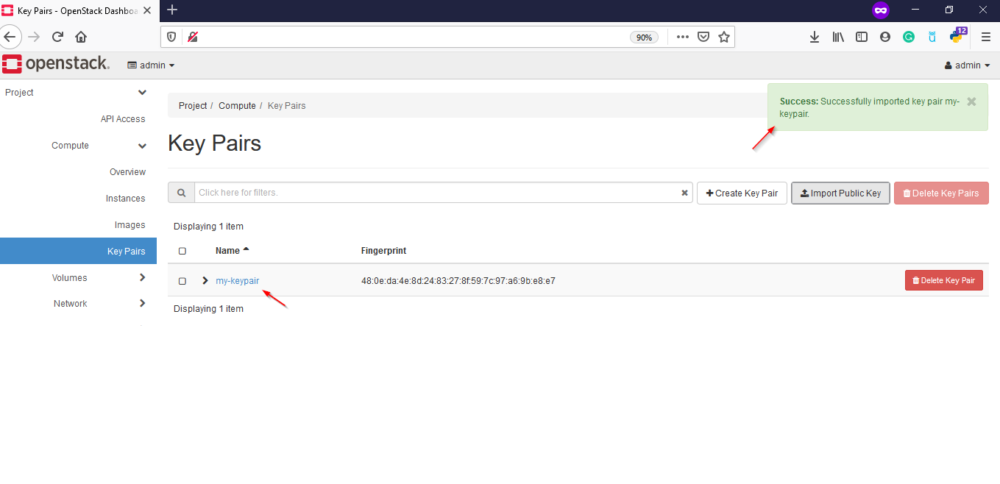 Key Pairs - OpenStack Dashboa
90%
12
openstack.
admin
admin
Project
API Access
Compute
Overview
Instances
Images
Key Pairs
Volumes
Network
Project / Compute / Key Pairs
Success: Successfully imported key pair my-
keypair.
Key Pairs
Click here for filters.
Create Key Pair
Import Public Key
Delete Key Pairs
Displaying 1 item
Name Fingerprint
my-keypair 48:0e:da:4e:8d:24:83:27:8f:59:7c:97:a6:9b:e8:e7 Delete Key Pair
Displaying 1 item